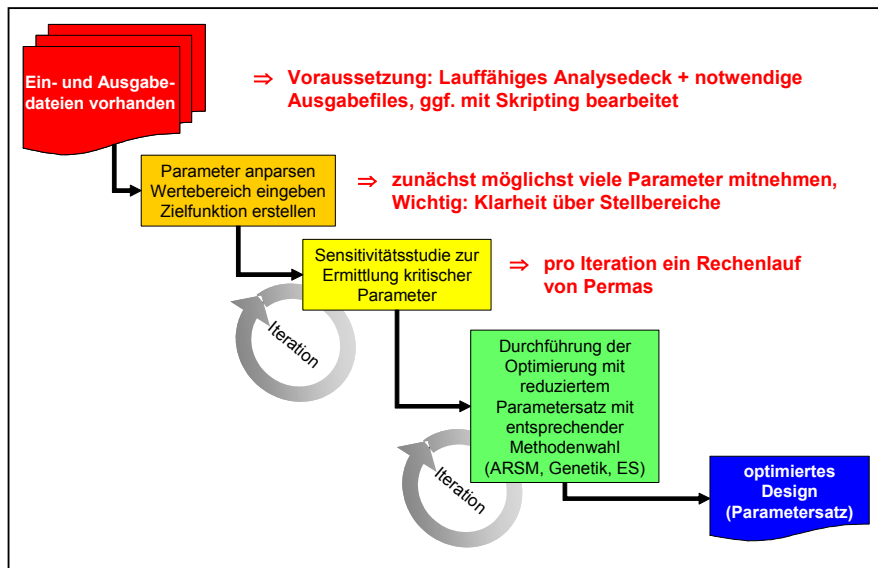 Ein- und Ausgabe-
dateien vorhanden
⇒ Voraussetzung: Lauffähiges Analysedeck + notwendige
Ausgabefiles, ggf. mit Skripting bearbeitet
Parameter anparsen
Wertebereich eingeben
Zielfunktion erstellen
⇒ zunächst möglichst viele Parameter mitnehmen,
Wichtig: Klarheit über Stellbereiche
Sensitivitätsstudie zur
Ermittlung kritischer
Parameter
⇒ pro Iteration ein Rechenlauf
von Permas
Iteration
Durchführung der
Optimierung mit
reduziertem
Parametersatz mit
entsprechender
Methodenwahl
(ARSM, Genetik, ES)
Iteration
optimiertes
Design
(Parametersatz)